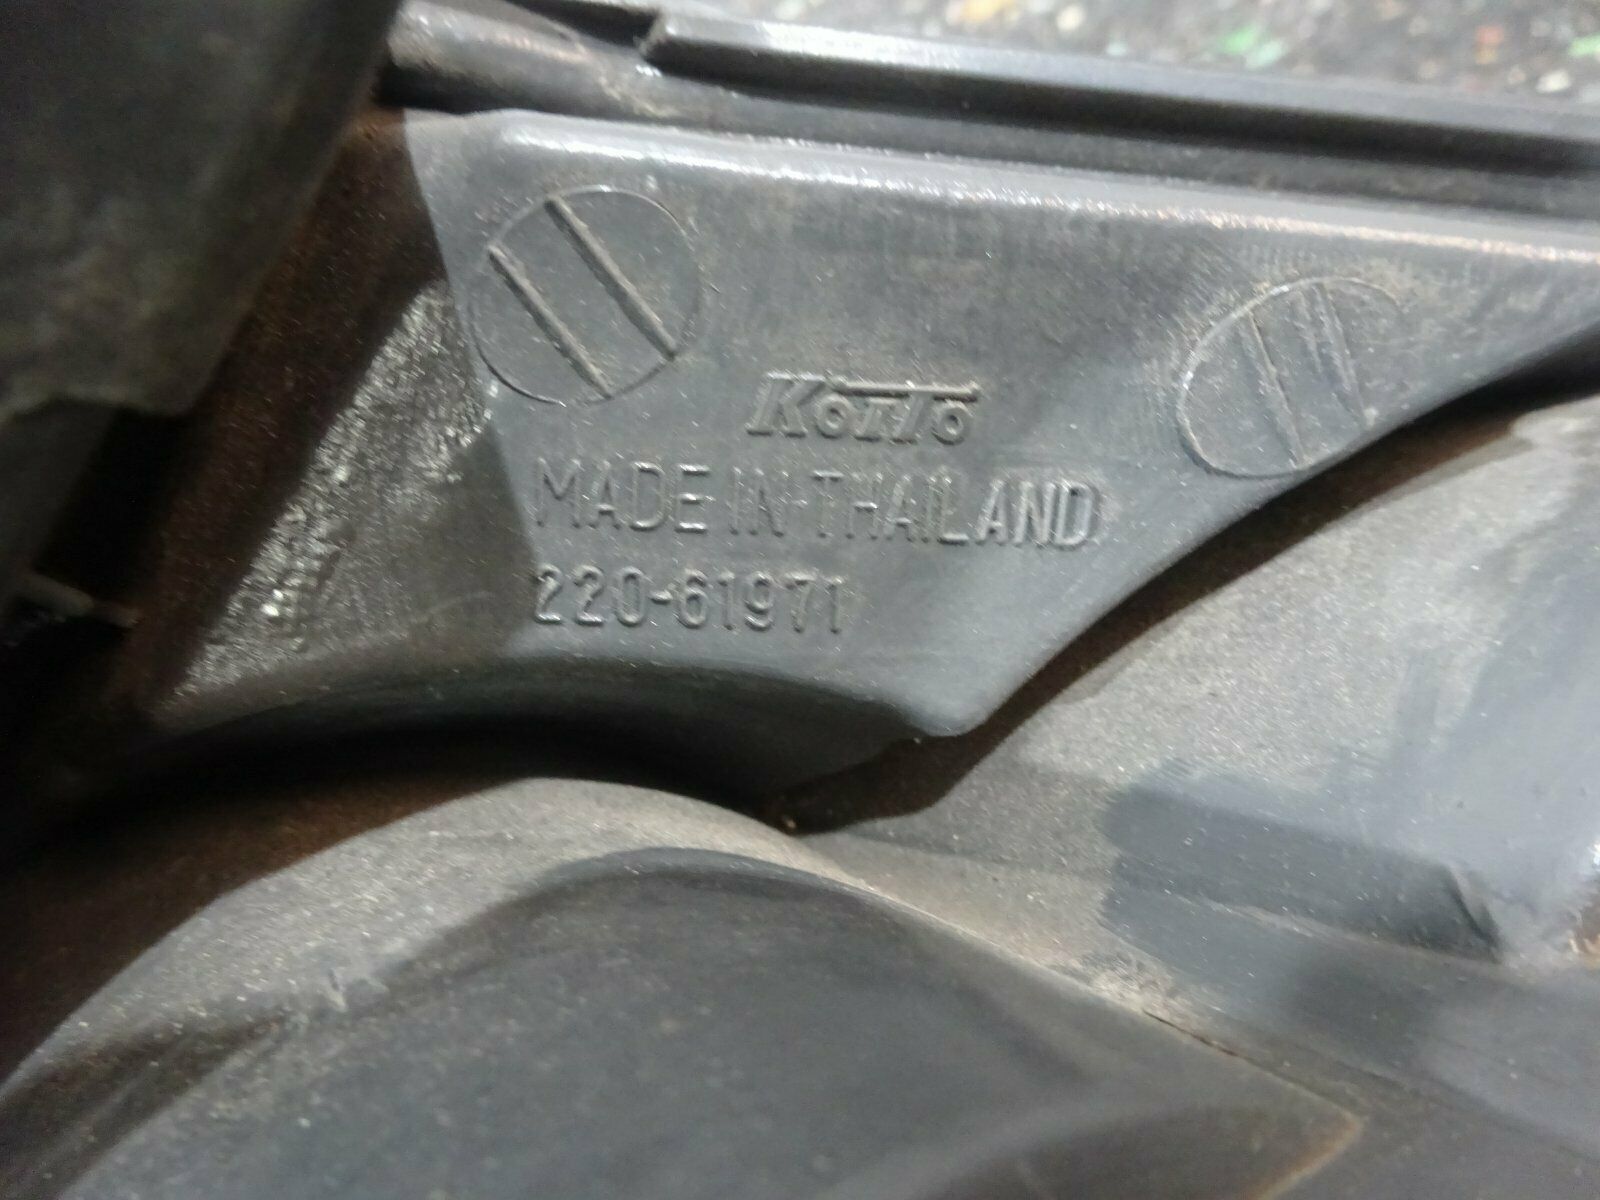 KOITO
MADE IN THAILAND
220-61971